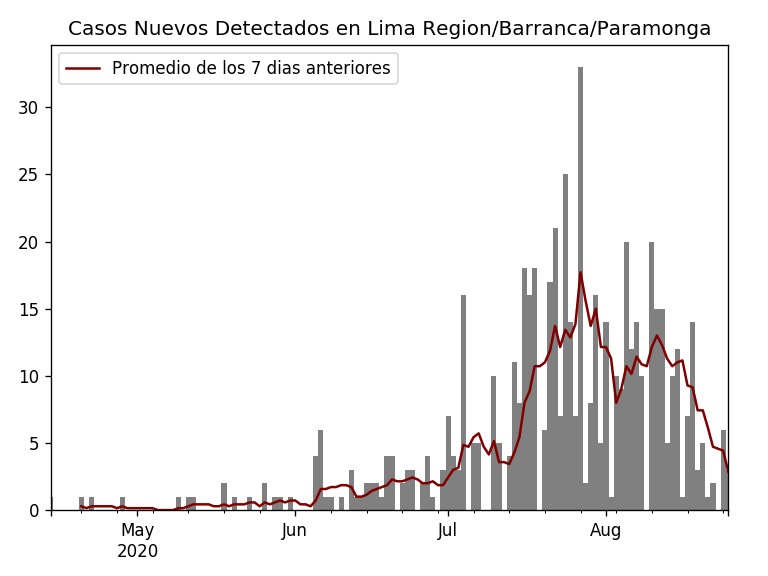 Casos Nuevos Detectados en Lima Region/Barranca/Paramonga
Promedio de los 7 dias anteriores
30
25
20
15
10
5
0
May
2020
Jun
Jul
Aug